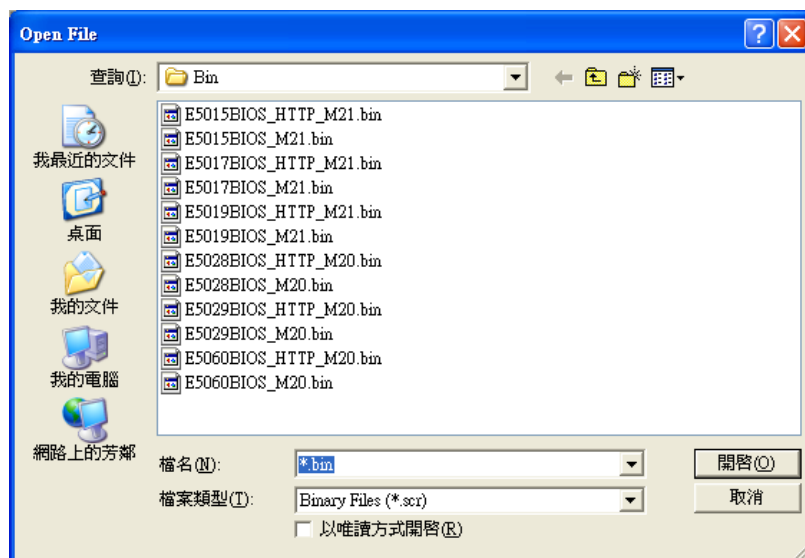 Open File
查詢(I):
Bin
E5015BIOS_HTTP_M21.bin
E5015BIOS_M21.bin
E5017BIOS_HTTP_M21.bin
E5017BIOS_M21.bin
E5019BIOS_HTTP_M21.bin
E5019BIOS_M21.bin
E5028BIOS_HTTP_M20.bin
E5028BIOS_M20.bin
E5029BIOS_HTTP_M20.bin
E5029BIOS_M20.bin
E5060BIOS_HTTP_M20.bin
E5060BIOS_M20.bin
我最近的文件
桌面
我的文件
我的電腦
網路上的芳鄰
檔名(N):
*.bin
開啓(O)
檔案類型(T):
Binary Files (*.scr)
取消
以唯讀方式開啓(R)